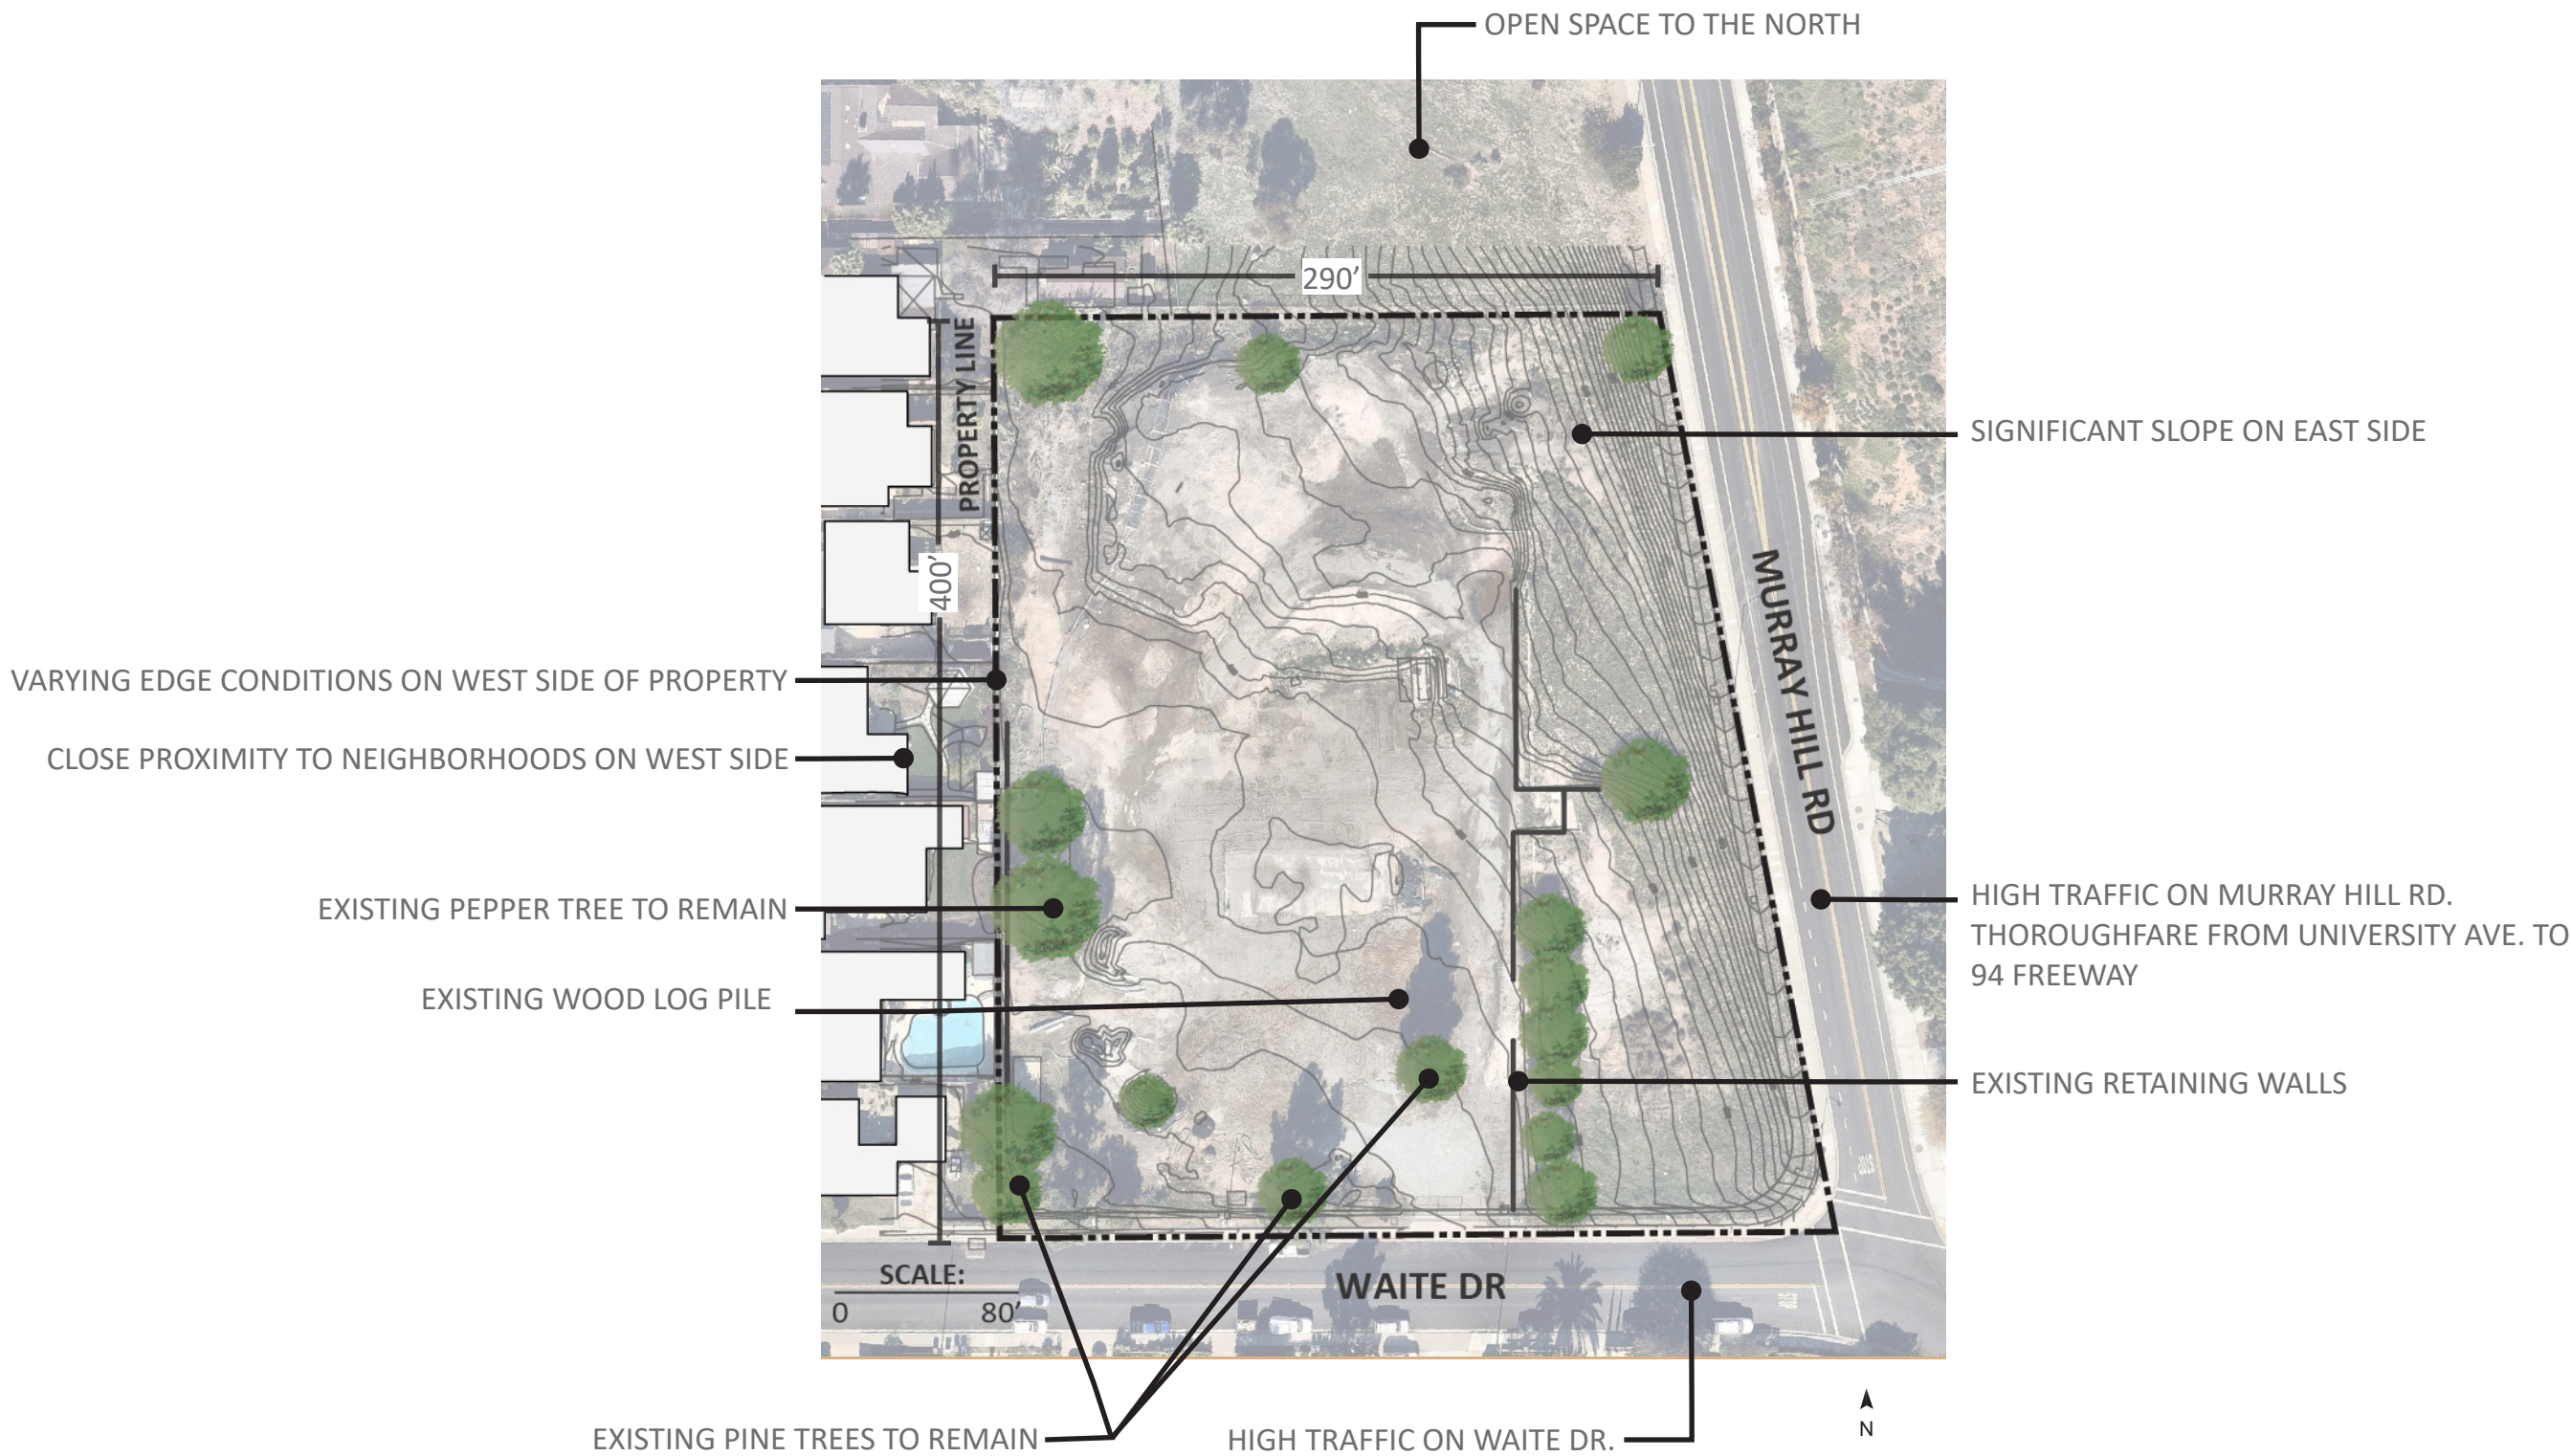 OPEN SPACE TO THE NORTH
290’
PROPERTY LINE
SIGNIFICANT SLOPE ON EAST SIDE
400’
MURRAY HILL RD
VARYING EDGE CONDITIONS ON WEST SIDE OF PROPERTY
CLOSE PROXIMITY TO NEIGHBORHOODS ON WEST SIDE
EXISTING PEPPER TREE TO REMAIN
HIGH TRAFFIC ON MURRAY HILL RD.
THOROUGHFARE FROM UNIVERSITY AVE. TO
94 FREEWAY
EXISTING WOOD LOG PILE
EXISTING RETAINING WALLS
STOP
SCALE:
0 80’
WAITE DR
STOP
EXISTING PINE TREES TO REMAIN
HIGH TRAFFIC ON WAITE DR.
N